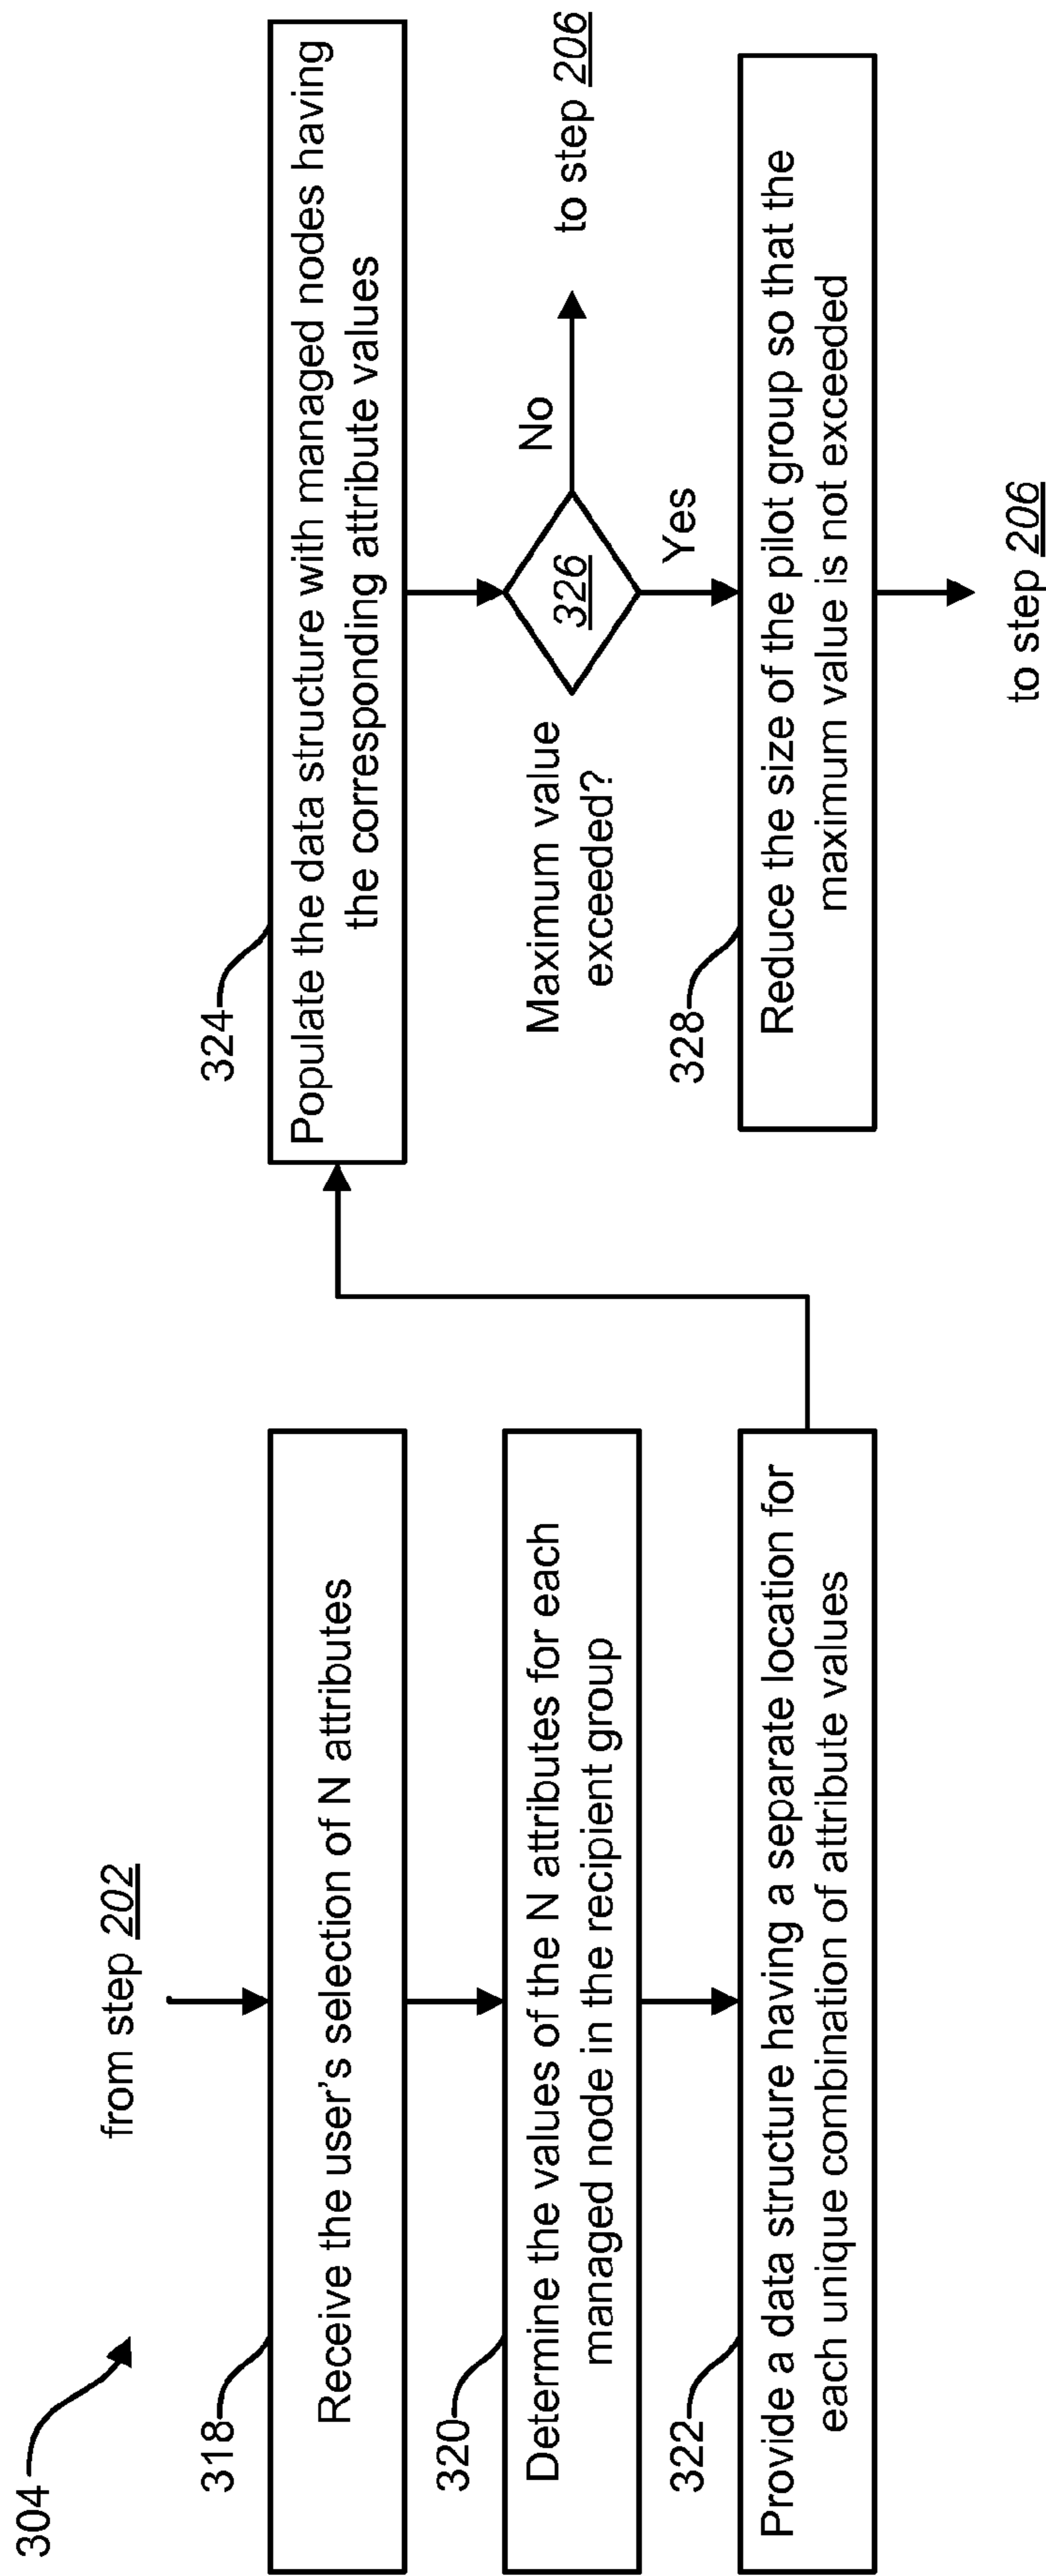 304
from step 202
318
Receive the user's selection of N attributes
320
Determine the values of the N attributes for each
managed node in the recipient group
322
Provide a data structure having a separate location for
each unique combination of attribute values
324
Populate the data structure with managed nodes having
the corresponding attribute values
Maximum value
exceeded?
326
No
to step 206
Yes
328
Reduce the size of the pilot group so that the
maximum value is not exceeded
to step 206